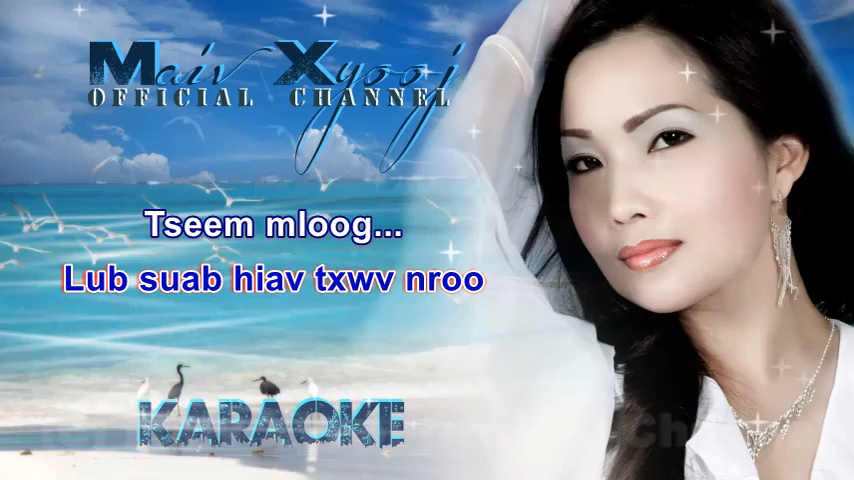 Maiv Xyooj
OFFICIAL CHANNEL
Tseem mloog...
Lub suab hiav txwv nroo
KARAOKE